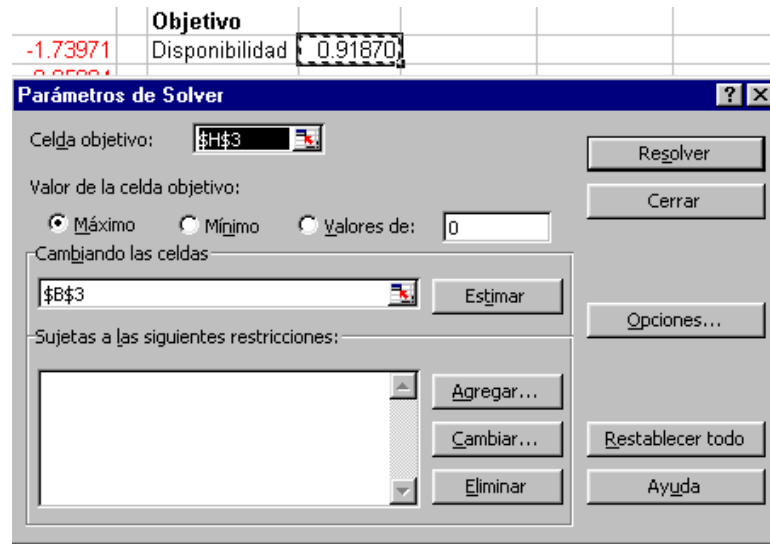 Objetivo
-1.73971 Disponibilidad 0.91870
Parámetros de Solver
Celda objetivo: $H$3
Resolver
Valor de la celda objetivo:
Cerrar
Máximo Mínimo Valores de: 0
Cambiando las celdas
$B$3 Estimar
Opciones...
Sujetas a las siguientes restricciones:
Agregar...
Cambiar... Restablecer todo
Eliminar Ayuda